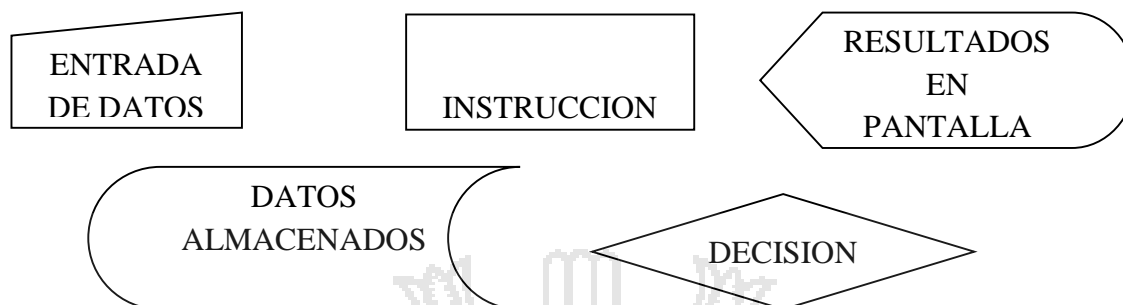 ENTRADA
DE DATOS
INSTRUCCION
RESULTADOS
EN
PANTALLA
DATOS
ALMACENADOS
DECISION